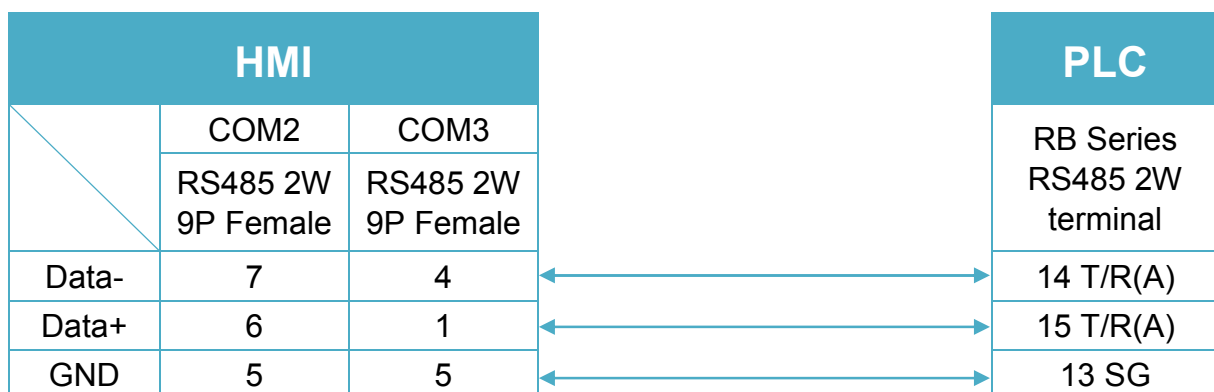 HMI
PLC
COM2 COM3
RS485 2W
9P Female
RS485 2W
9P Female
RB Series
RS485 2W
terminal
Data- 7 4 14 T/R(A)
Data+ 6 1 15 T/R(A)
GND 5 5 13 SG